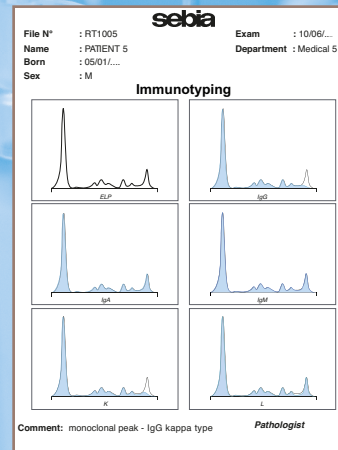 sebia
File N° : RT1005 Exam : 10/06/....
Name : PATIENT 5 Department : Medical 5
Born : 05/01/....
Sex : M
Immunotyping
ELP IgG
IgA IgM
K L
Comment: monoclonal peak - IgG kappa type Pathologist